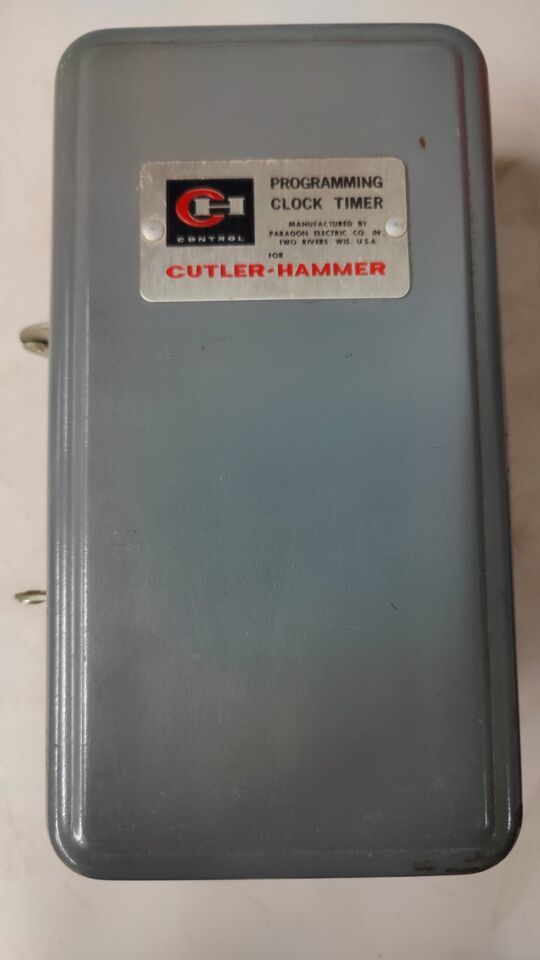 CH
CONTROL
PROGRAMMING
CLOCK TIMER
MANUFACTURED BY
PARAGON ELECTRIC CO. INC.
TWO RIVERS, WIS. U.S.A.
FOR
CUTLER-HAMMER